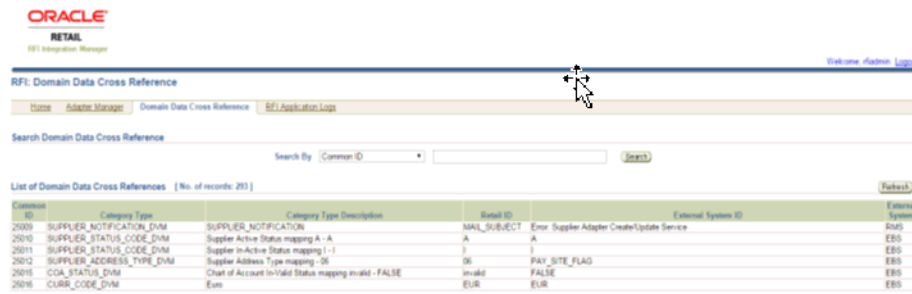 ORACLE
RETAIL
RFI Integration Manager
Welcome, rfiadmin Logo
RFI: Domain Data Cross Reference
Home Adapter Manager Domain Data Cross Reference RFI Application Logs
Search Domain Data Cross Reference
Search By Common ID Search
List of Domain Data Cross References [ No. of records: 293 ] Refresh
Common ID Category Type Category Type Description Retail ID External System ID Extern System
25009 SUPPLIER_NOTIFICATION_DVM SUPPLIER_NOTIFICATION MAIL_SUBJECT Error: Supplier Adapter Create/Update Service RMS
25010 SUPPLIER_STATUS_CODE_DVM Supplier Active Status mapping A - A A A EBS
25011 SUPPLIER_STATUS_CODE_DVM Supplier In-Active Status mapping I - I I I EBS
25012 SUPPLIER_ADDRESS_TYPE_DVM Supplier Address Type mapping - 06 06 PAY_SITE_FLAG EBS
25015 COA_STATUS_DVM Chart of Account In-Valid Status mapping invalid - FALSE invalid FALSE EBS
25016 CURR_CODE_DVM Euro EUR EUR EBS